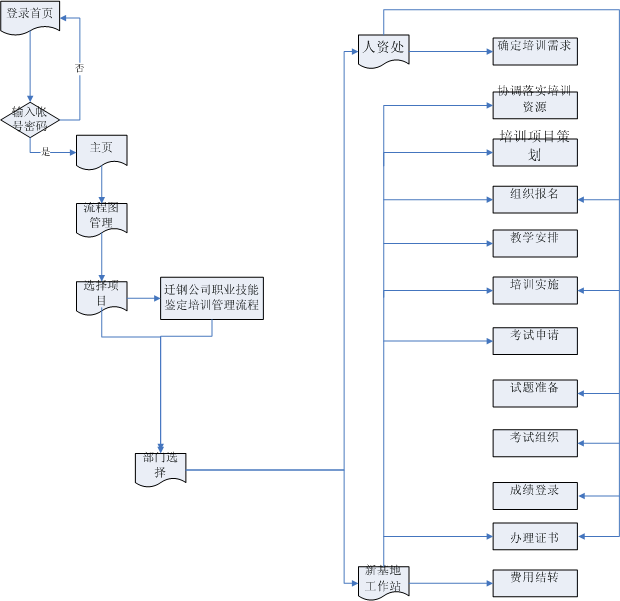 登录首页
否
输入帐
号密码
是
主页
流程图
管理
选择项
目
迁钢公司职业技能
鉴定培训管理流程
部门选
择
人资处
新基地
工作站
确定培训需求
协调落实培训
资源
培训项目策
划
组织报名
教学安排
培训实施
考试申请
试题准备
考试组织
成绩登录
办理证书
费用结转